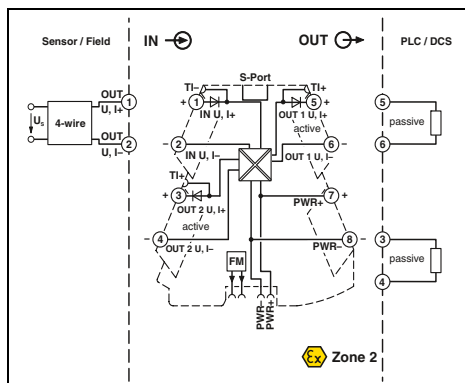 Sensor / Field
IN
OUT
PLC / DCS
S-Port
TI–
TI+
OUT
U, I+
1
+
1
IN U, I+
OUT 1 U, I+
5
+
5
active
passive
Us
4-wire
OUT
U, I–
2
–
2
IN U, I–
OUT 1 U, I–
6
–
6
TI+
+
3
OUT 2 U, I+
active
PWR+
7
+
–
4
OUT 2 U, I–
PWR–
8
–
3
passive
4
FM
PWR–
PWR+
Ex
Zone 2